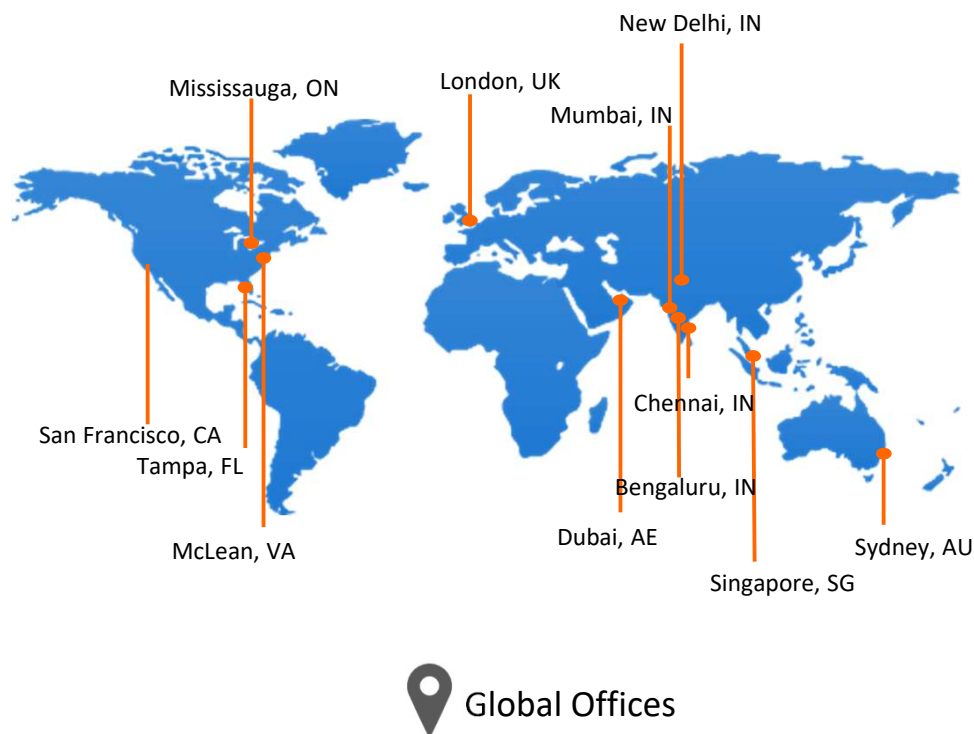 New Delhi, IN
London, UK
Mississauga, ON
Mumbai, IN
Chennai, IN
San Francisco, CA
Tampa, FL
Bengaluru, IN
Dubai, AE
McLean, VA
Sydney, AU
Singapore, SG
Global Offices